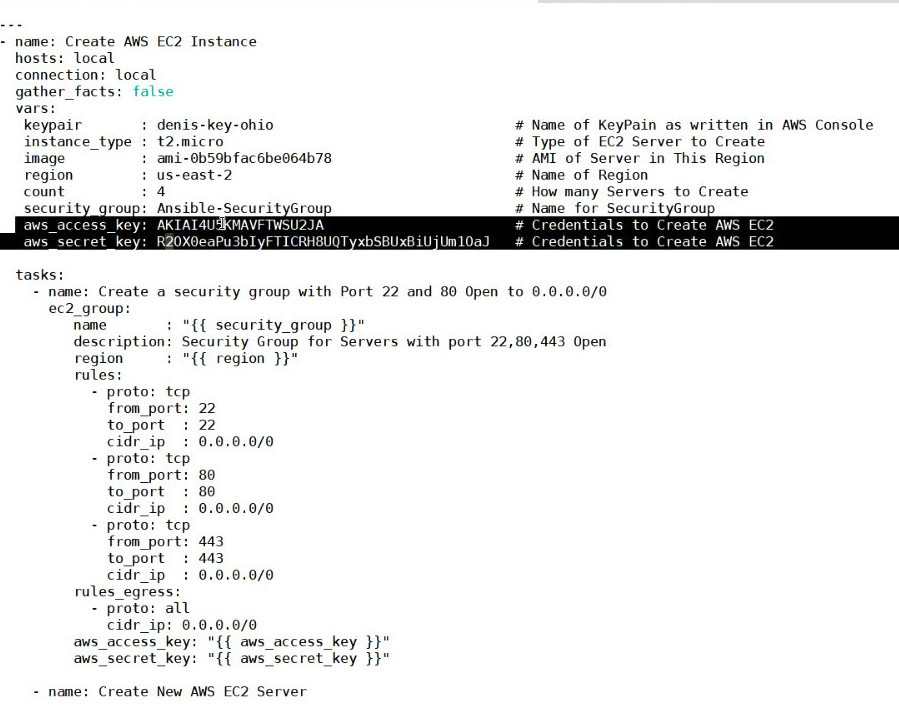 ---
- name: Create AWS EC2 Instance
  hosts: local
  connection: local
  gather_facts: false
  vars:
   keypair       : denis-key-ohio                             # Name of KeyPain as written in AWS Console
   instance_type : t2.micro                                   # Type of EC2 Server to Create
   image         : ami-0b59bfac6be064b78                      # AMI of Server in This Region
   region        : us-east-2                                  # Name of Region
   count         : 4                                          # How many Servers to Create
   security_group: Ansible-SecurityGroup                      # Name for SecurityGroup
   aws_access_key:                                            # Credentials to Create AWS EC2
   aws_secret_key:                                            # Credentials to Create AWS EC2
  tasks:
    - name: Create a security group with Port 22 and 80 Open to 0.0.0.0/0
      ec2_group:
         name       : "{{ security_group }}"
         description: Security Group for Servers with port 22,80,443 Open
         region     : "{{ region }}"
         rules:
           - proto: tcp
             from_port: 22
             to_port  : 22
             cidr_ip  : 0.0.0.0/0
           - proto: tcp
             from_port: 80
             to_port  : 80
             cidr_ip  : 0.0.0.0/0
           - proto: tcp
             from_port: 443
             to_port  : 443
             cidr_ip  : 0.0.0.0/0
         rules_egress:
           - proto: all
             cidr_ip: 0.0.0.0/0
         aws_access_key: "{{ aws_access_key }}"
         aws_secret_key: "{{ aws_secret_key }}"
    - name: Create New AWS EC2 Server